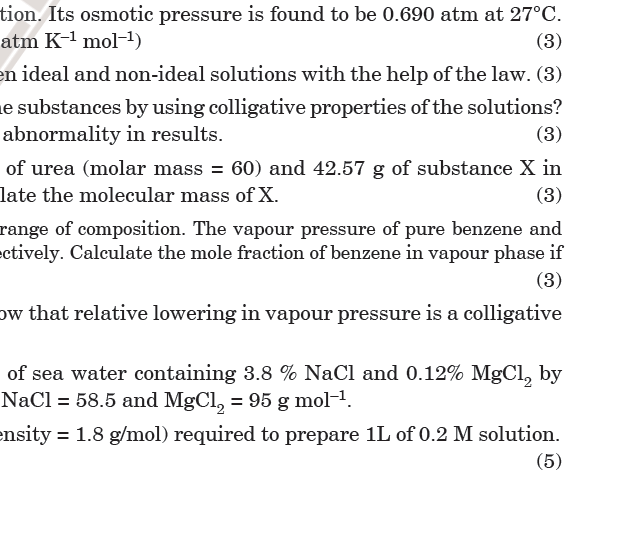 tion. Its osmotic pressure is found to be 0.690 atm at 27°C.
atm K⁻¹ mol⁻¹) (3)
en ideal and non-ideal solutions with the help of the law. (3)
e substances by using colligative properties of the solutions?
abnormality in results. (3)
of urea (molar mass = 60) and 42.57 g of substance X in
late the molecular mass of X. (3)
range of composition. The vapour pressure of pure benzene and
ectively. Calculate the mole fraction of benzene in vapour phase if
(3)
ow that relative lowering in vapour pressure is a colligative
of sea water containing 3.8 % NaCl and 0.12% MgCl₂ by
NaCl = 58.5 and MgCl₂ = 95 g mol⁻¹.
ensity = 1.8 g/mol) required to prepare 1L of 0.2 M solution.
(5)